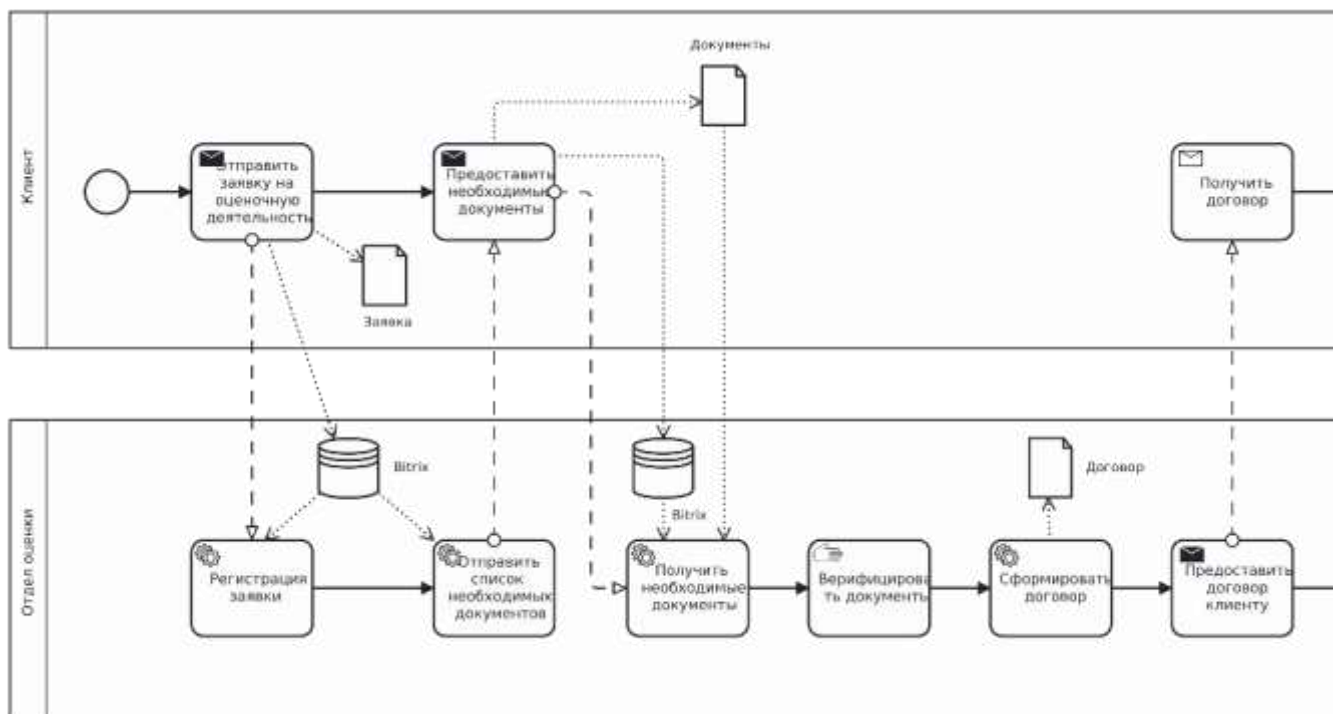 Клиент
Документы
Отправить
заявку на
оценочную
деятельность
Предоставить
необходимые
документы
Получить
договор
Заявка
Отдел оценки
Bitrix
Bitrix
Договор
Регистрация
заявки
Отправить
список
необходимых
документов
Получить
необходимые
документы
Верифицирова
ть документы
Сформировать
договор
Предоставить
договор
клиенту